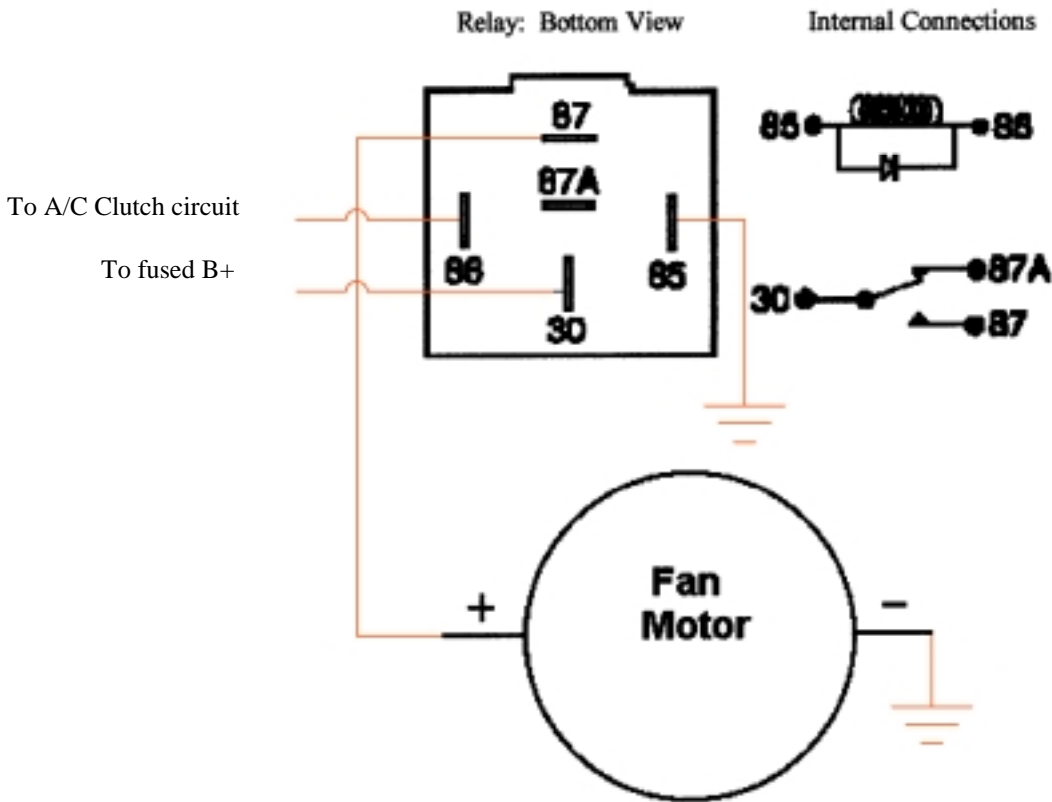 Relay: Bottom View
Internal Connections
87
85
86
87A
To A/C Clutch circuit
86
85
To fused B+
30
30
87A
87
+
Fan
Motor
−